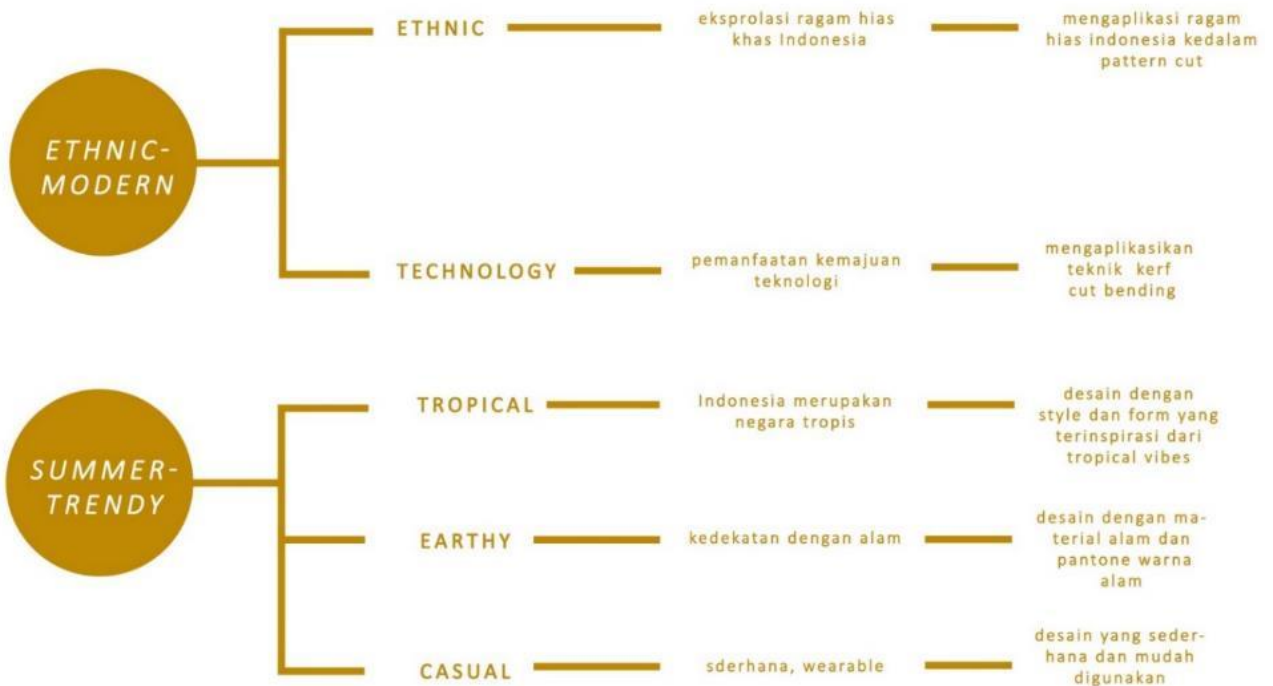 ETHNIC-
MODERN
ETHNIC
eksprolasi ragam hias
khas Indonesia
mengaplikasi ragam
hias indonesia kedalam
pattern cut
TECHNOLOGY
pemanfaatan kemajuan
teknologi
mengaplikasikan
teknik kerf
cut bending
SUMMER-
TRENDY
TROPICAL
Indonesia merupakan
negara tropis
desain dengan
style dan form yang
terinspirasi dari
tropical vibes
EARTHY
kedekatan dengan alam
desain dengan ma-
terial alam dan
pantone warna
alam
CASUAL
sderhana, wearable
desain yang seder-
hana dan mudah
digunakan